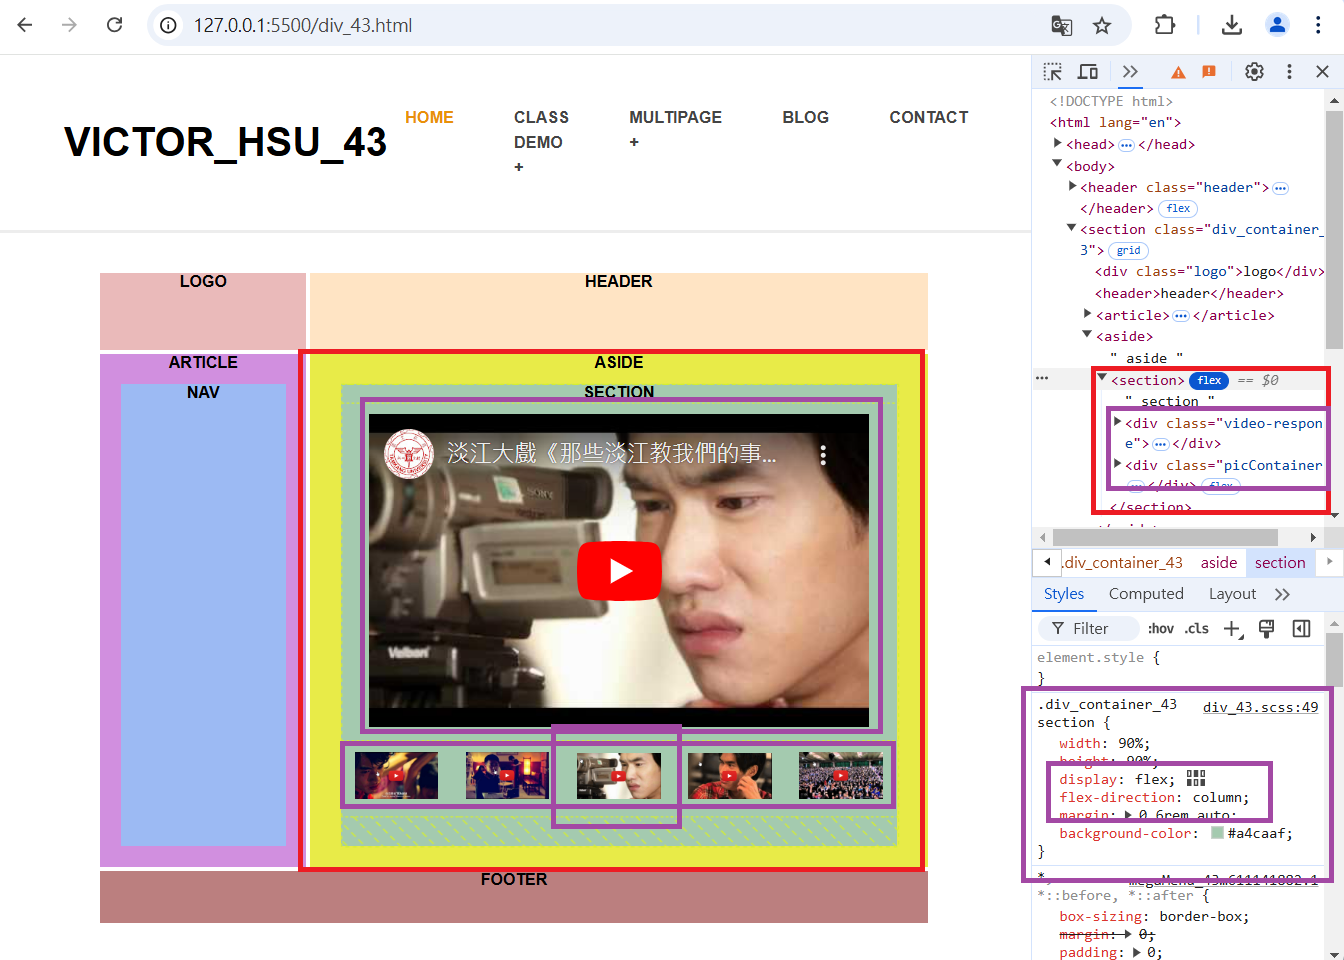 127.0.0.1:5500/div_43.html
VICTOR_HSU_43
HOME
CLASS DEMO +
MULTIPAGE +
BLOG
CONTACT
LOGO
HEADER
ARTICLE
NAV
ASIDE
SECTION
淡江大戲《那些淡江教我們的事...
SONY
Velban
FOOTER
<!DOCTYPE html>
<html lang="en">
<head> ••• </head>
<body>
<header class="header"> •••
</header> flex
<section class="div_container_
3"> grid
<div class="logo">logo</div>
<header>header</header>
<article> ••• </article>
<aside>
" aside "
<section> flex == $0
" section "
<div class="video-respon
e"> ••• </div>
<div class="picContainer
••• </div> flex
</section>
.div_container_43 aside section
Styles Computed Layout
Filter :hov .cls
element.style {
}
.div_container_43 div_43.scss:49
section {
width: 90%;
height: 90%;
display: flex;
flex-direction: column;
margin: 0.6rem auto;
background-color: #a4caaf;
}
*, megaMenu_43m611141882.1
*::before, *::after {
box-sizing: border-box;
margin: 0;
padding: 0;